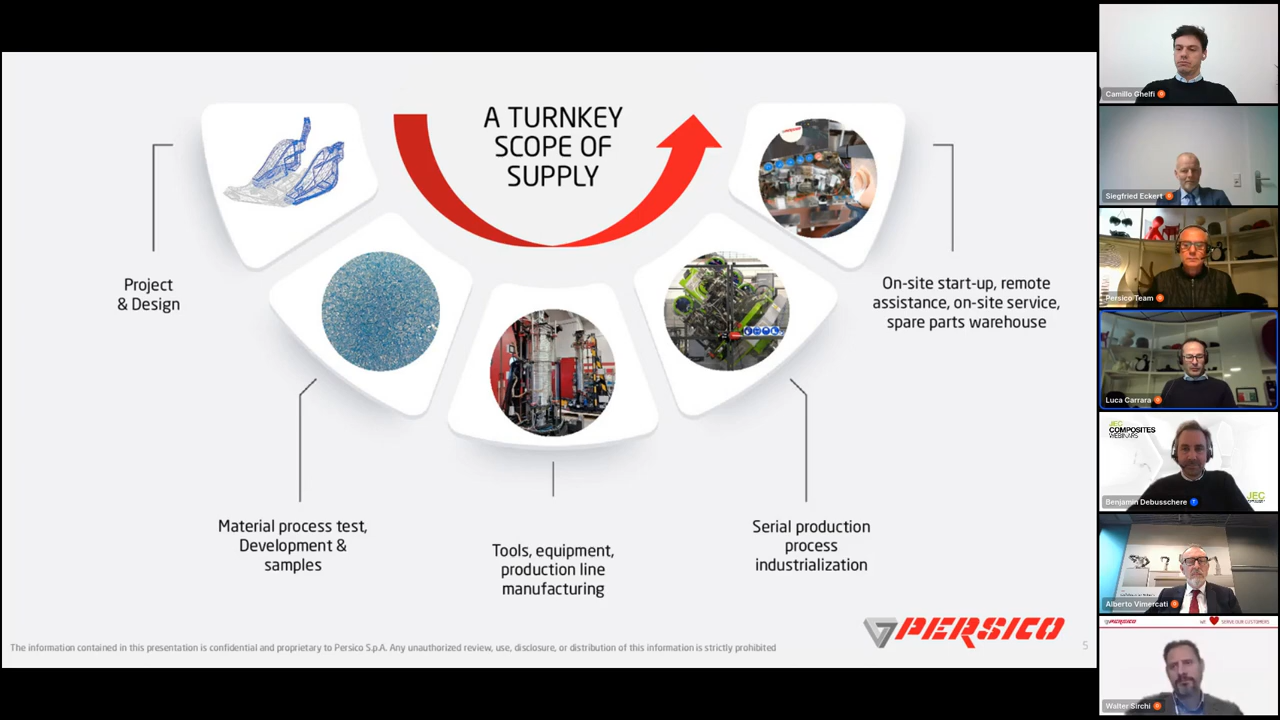 A TURNKEY
SCOPE OF
SUPPLY
Project
& Design
Material process test,
Development &
samples
Tools, equipment,
production line
manufacturing
Serial production
process
industrialization
On-site start-up, remote
assistance, on-site service,
spare parts warehouse
PERSICO
The information contained in this presentation is confidential and proprietary to Persico S.p.A. Any unauthorized review, use, disclosure, or distribution of this information is strictly prohibited
5
Camillo Ghelfi
Siegfried Eckert
Persico Team
Luca Carrara
JEC
COMPOSITES
WEBINARS
JEC
Benjamin Debusschere
Alberto Vimercati
PERSICO
WE SERVE OUR CUSTOMERS
Walter Sirchi